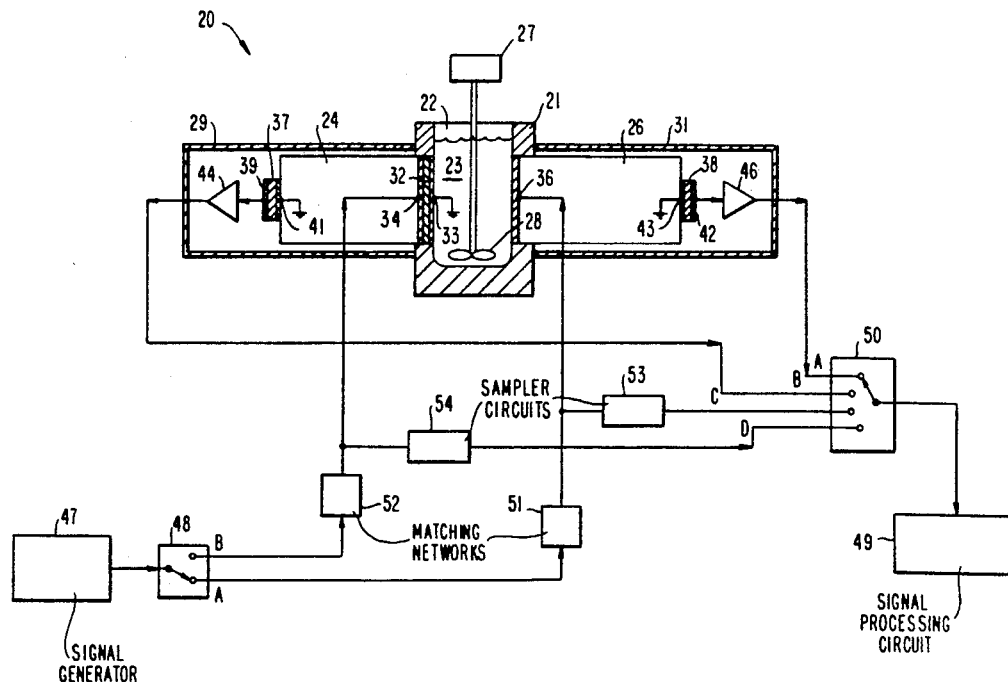 20
27
22
21
29
37
24
26
31
44
39
32
23
36
38
46
41
34
33
28
43
42
50
A
B
53
SAMPLER
CIRCUITS
C
54
D
52
51
47
48
B
MATCHING
NETWORKS
49
A
SIGNAL
GENERATOR
SIGNAL
PROCESSING
CIRCUIT